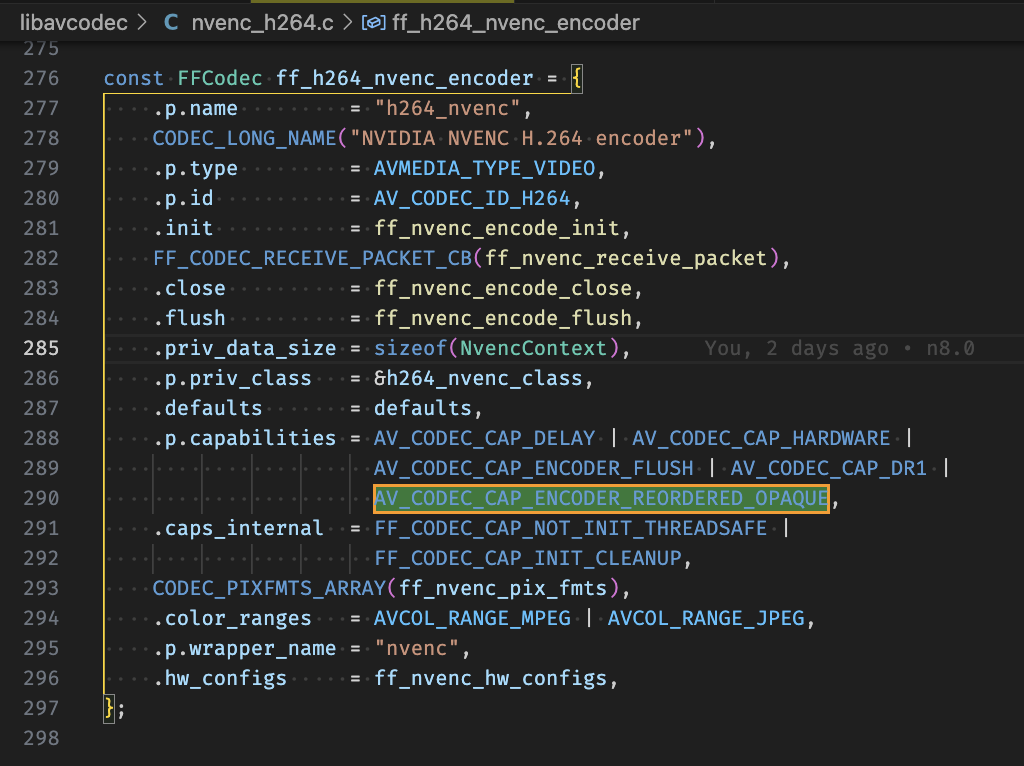 libavcodec > C nvenc_h264.c > ff_h264_nvenc_encoder
275
276 const FFCodec ff_h264_nvenc_encoder = {
277     .p.name         = "h264_nvenc",
278     CODEC_LONG_NAME("NVIDIA NVENC H.264 encoder"),
279     .p.type         = AVMEDIA_TYPE_VIDEO,
280     .p.id           = AV_CODEC_ID_H264,
281     .init           = ff_nvenc_encode_init,
282     FF_CODEC_RECEIVE_PACKET_CB(ff_nvenc_receive_packet),
283     .close          = ff_nvenc_encode_close,
284     .flush          = ff_nvenc_encode_flush,
285     .priv_data_size = sizeof(NvencContext),      You, 2 days ago • n8.0
286     .p.priv_class   = &h264_nvenc_class,
287     .defaults       = defaults,
288     .p.capabilities = AV_CODEC_CAP_DELAY | AV_CODEC_CAP_HARDWARE |
289                       AV_CODEC_CAP_ENCODER_FLUSH | AV_CODEC_CAP_DR1 |
290                       AV_CODEC_CAP_ENCODER_REORDERED_OPAQUE,
291     .caps_internal  = FF_CODEC_CAP_NOT_INIT_THREADSAFE |
292                       FF_CODEC_CAP_INIT_CLEANUP,
293     CODEC_PIXFMTS_ARRAY(ff_nvenc_pix_fmts),
294     .color_ranges   = AVCOL_RANGE_MPEG | AVCOL_RANGE_JPEG,
295     .p.wrapper_name = "nvenc",
296     .hw_configs     = ff_nvenc_hw_configs,
297 };
298